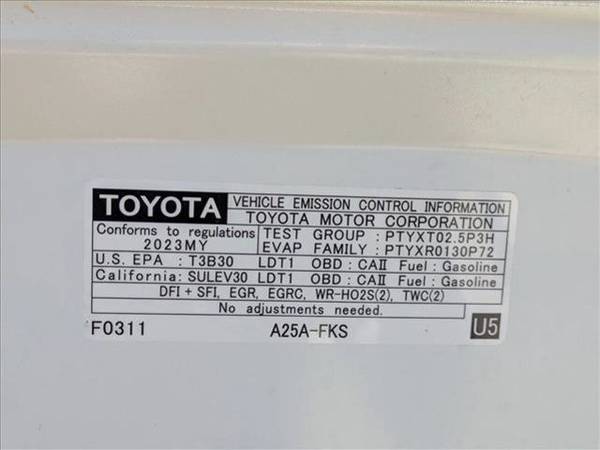 TOYOTA VEHICLE EMISSION CONTROL INFORMATION
TOYOTA MOTOR CORPORATION
Conforms to regulations
2023MY
TEST GROUP : PTYXT02.5P3H
EVAP FAMILY : PTYXR0130P72
U.S. EPA : T3B30 LDT1 OBD : CAⅡ Fuel : Gasoline
California: SULEV30 LDT1 OBD : CAⅡ Fuel : Gasoline
DFI + SFI, EGR, EGRC, WR-HO2S(2), TWC(2)
No adjustments needed.
F0311 A25A-FKS U5